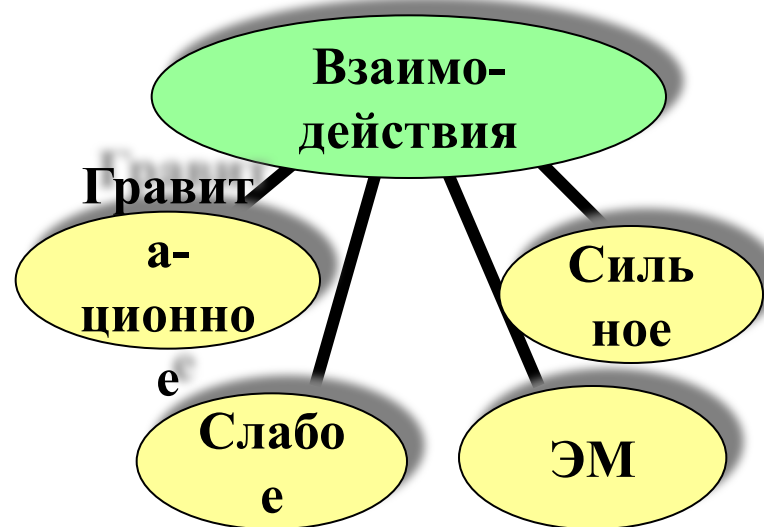 Взаимо-
действия
Гравит
а-
ционно
е
Силь
ное
Слабо
е
ЭМ